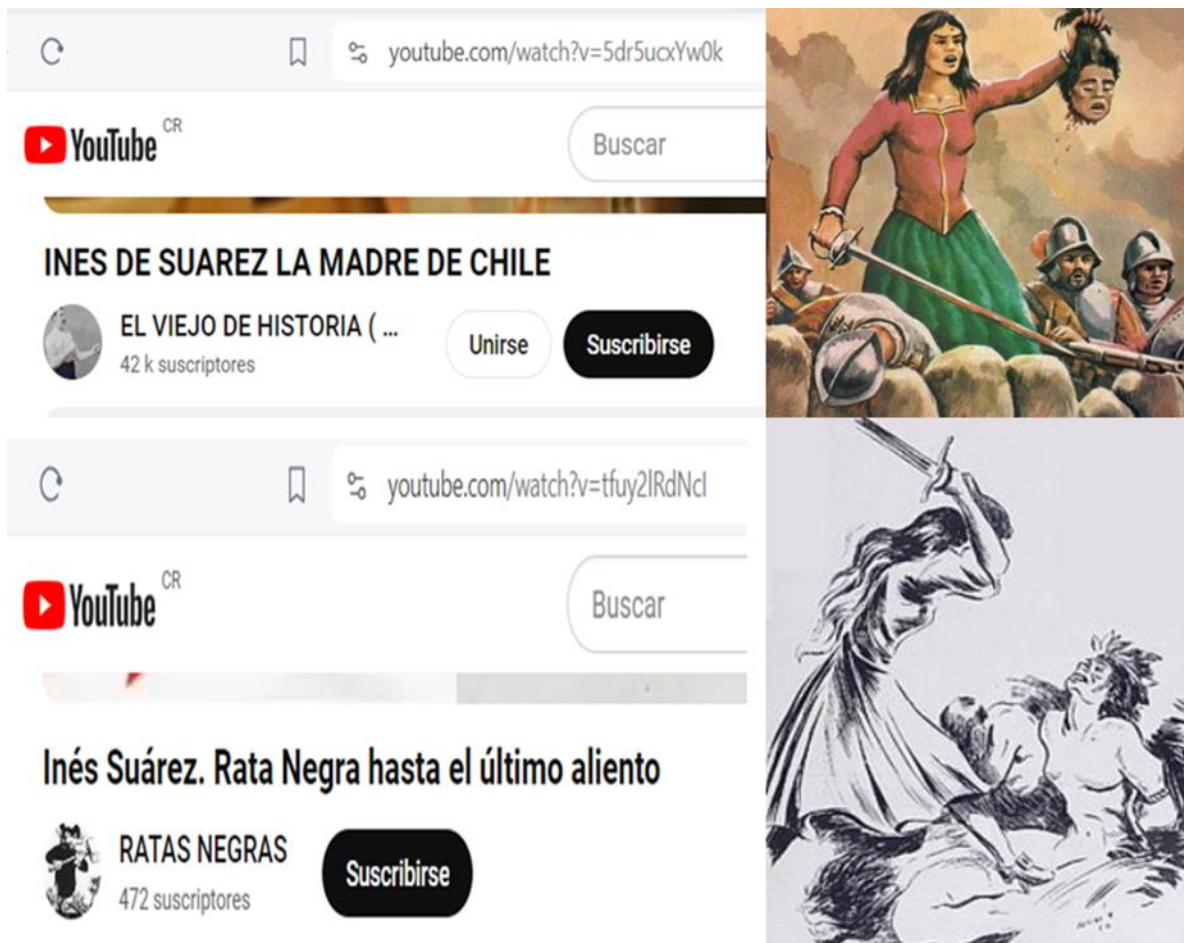 youtube.com/watch?v=5dr5ucxYw0k
YouTube CR
Buscar
INES DE SUAREZ LA MADRE DE CHILE
EL VIEJO DE HISTORIA ( ...
42 k suscriptores
Unirse
Suscribirse
youtube.com/watch?v=tfuy2lRdNcI
YouTube CR
Buscar
Inés Suárez. Rata Negra hasta el último aliento
RATAS NEGRAS
472 suscriptores
Suscribirse